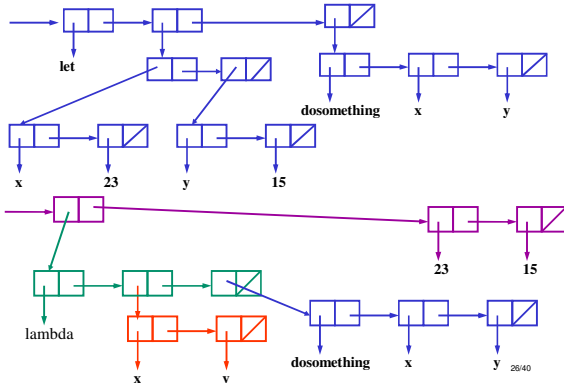 let
dosomething x y
x 23 y 15
23 15
lambda
dosomething x y 26/40
x y